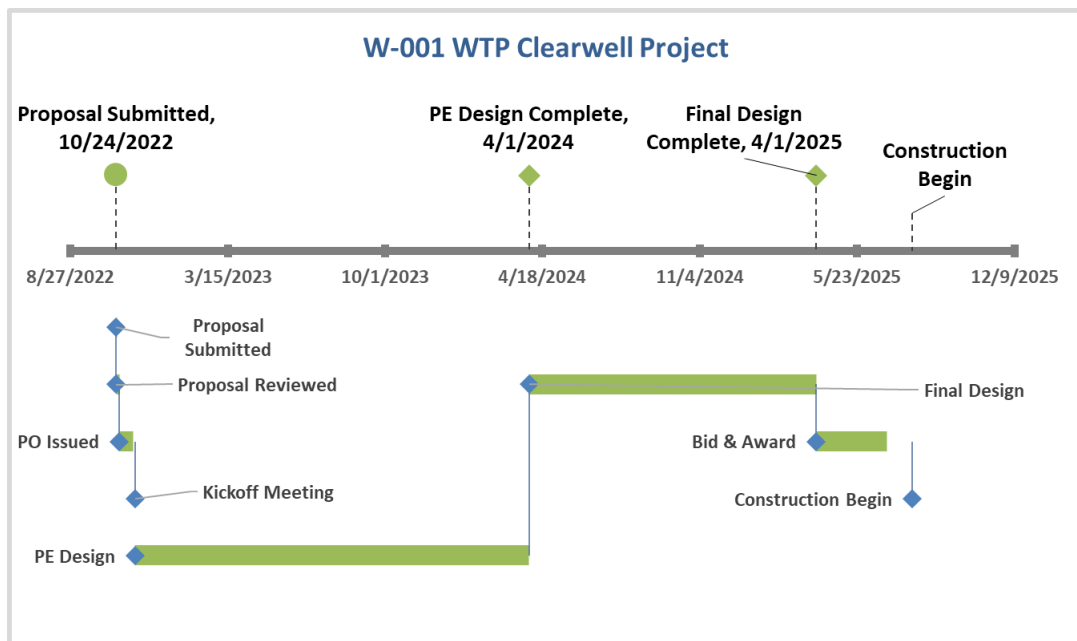 W-001 WTP Clearwell Project
Proposal Submitted,
10/24/2022
PE Design Complete,
4/1/2024
Final Design
Complete, 4/1/2025
Construction
Begin
8/27/2022
3/15/2023
10/1/2023
4/18/2024
11/4/2024
5/23/2025
12/9/2025
Proposal
Submitted
Proposal Reviewed
Final Design
PO Issued
Bid & Award
Kickoff Meeting
Construction Begin
PE Design